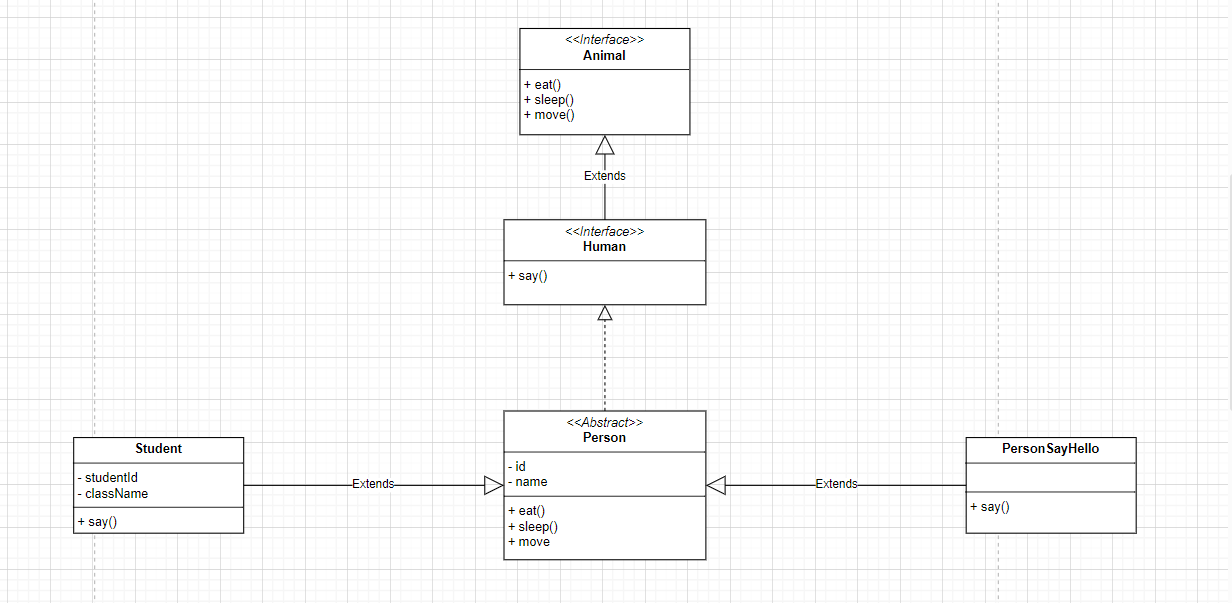 <<Interface>>
Animal
+ eat()
+ sleep()
+ move()
Extends
<<Interface>>
Human
+ say()
<<Abstract>>
Person
- id
- name
+ eat()
+ sleep()
+ move
Student
- studentId
- className
+ say()
Extends
Extends
PersonSayHello
+ say()